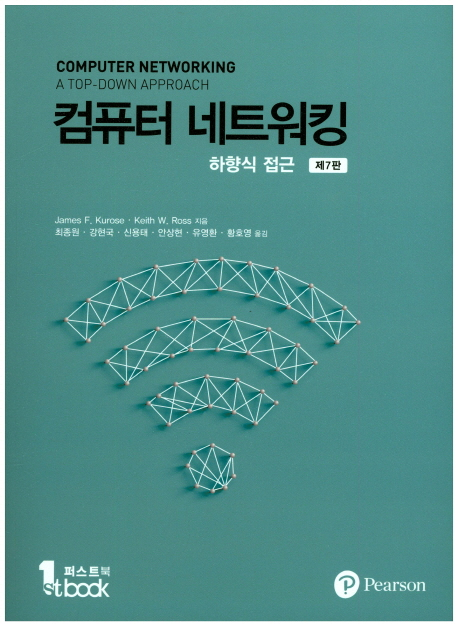 COMPUTER NETWORKING
A TOP-DOWN APPROACH
컴퓨터 네트워킹
하향식 접근 제7판
James F. Kurose · Keith W. Ross 지음
최종원 · 강현국 · 신용태 · 안상현 · 유영환 · 황호영 옮김
1st book 퍼스트북
Pearson